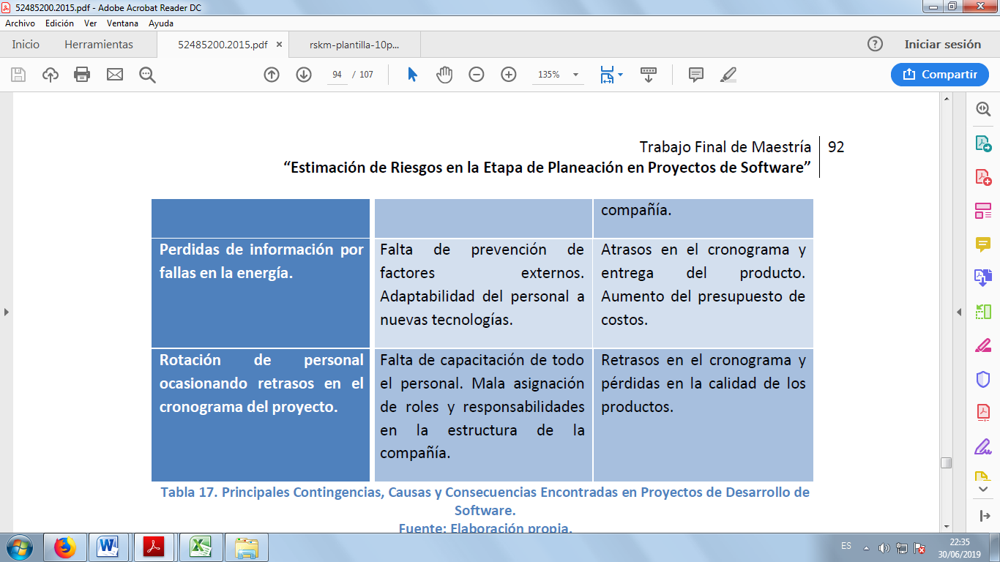 52485200.2015.pdf - Adobe Acrobat Reader DC
Archivo Edición Ver Ventana Ayuda
Inicio Herramientas 52485200.2015.pdf × rskm-plantilla-10p... ? Iniciar sesión
94 / 107 135% Compartir
Trabajo Final de Maestría 92
“Estimación de Riesgos en la Etapa de Planeación en Proyectos de Software”
compañía.
Perdidas de información por
fallas en la energía.
Falta de prevención de
factores externos.
Adaptabilidad del personal a
nuevas tecnologías.
Atrasos en el cronograma y
entrega del producto.
Aumento del presupuesto de
costos.
Rotación de personal
ocasionando retrasos en el
cronograma del proyecto.
Falta de capacitación de todo
el personal. Mala asignación
de roles y responsabilidades
en la estructura de la
compañía.
Retrasos en el cronograma y
pérdidas en la calidad de los
productos.
Tabla 17. Principales Contingencias, Causas y Consecuencias Encontradas en Proyectos de Desarrollo de
Software.
Fuente: Elaboración propia.
ES
22:35
30/06/2019